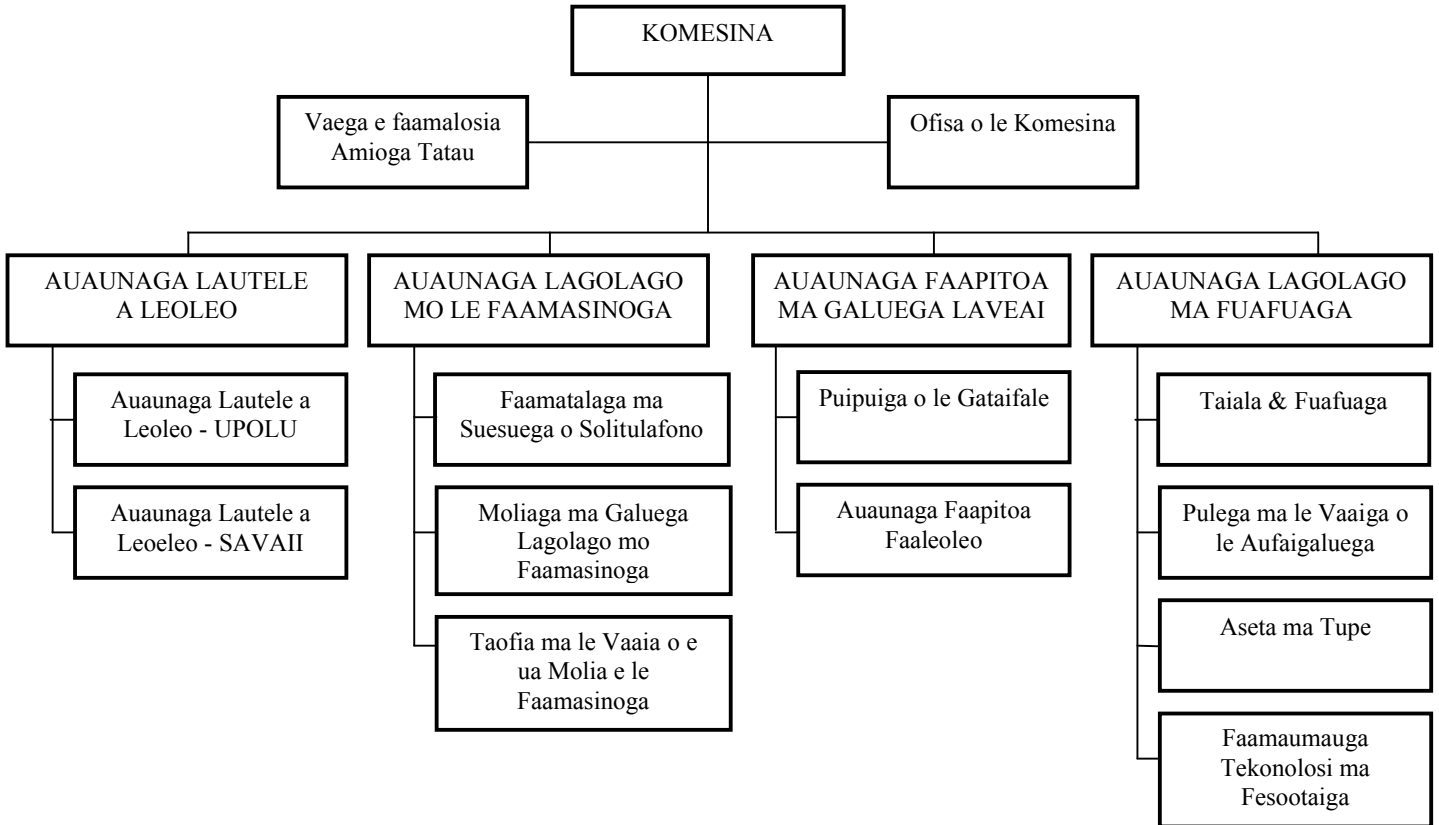 KOMESINA
Vaega e faamalosia
Amioga Tatau
Ofisa o le Komesina
AUAUNAGA LAUTELE
A LEOLEO
Auaunaga Lautele a
Leoleo - UPOLU
Auaunaga Lautele a
Leoeleo - SAVAII
AUAUNAGA LAGOLAGO
MO LE FAAMASINOGA
Faamatalaga ma
Suesuega o Solitulafono
Moliaga ma Galuega
Lagolago mo
Faamasinoga
Taofia ma le Vaaia o e
ua Molia e le
Faamasinoga
AUAUNAGA FAAPITOA
MA GALUEGA LAVEAI
Puipuiga o le Gataifale
Auaunaga Faapitoa
Faaleoleo
AUAUNAGA LAGOLAGO
MA FUAFUAGA
Taiala & Fuafuaga
Pulega ma le Vaaiga o
le Aufaigaluega
Aseta ma Tupe
Faamaumauga
Tekonolosi ma
Fesootaiga